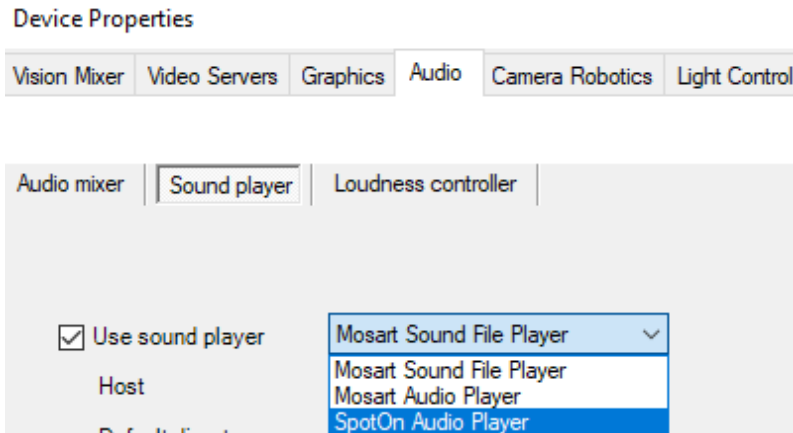 Device Properties
Vision Mixer Video Servers Graphics Audio Camera Robotics Light Control
Audio mixer Sound player Loudness controller
Use sound player Mosart Sound File Player
Mosart Sound File Player
Host Mosart Audio Player
SpotOn Audio Player